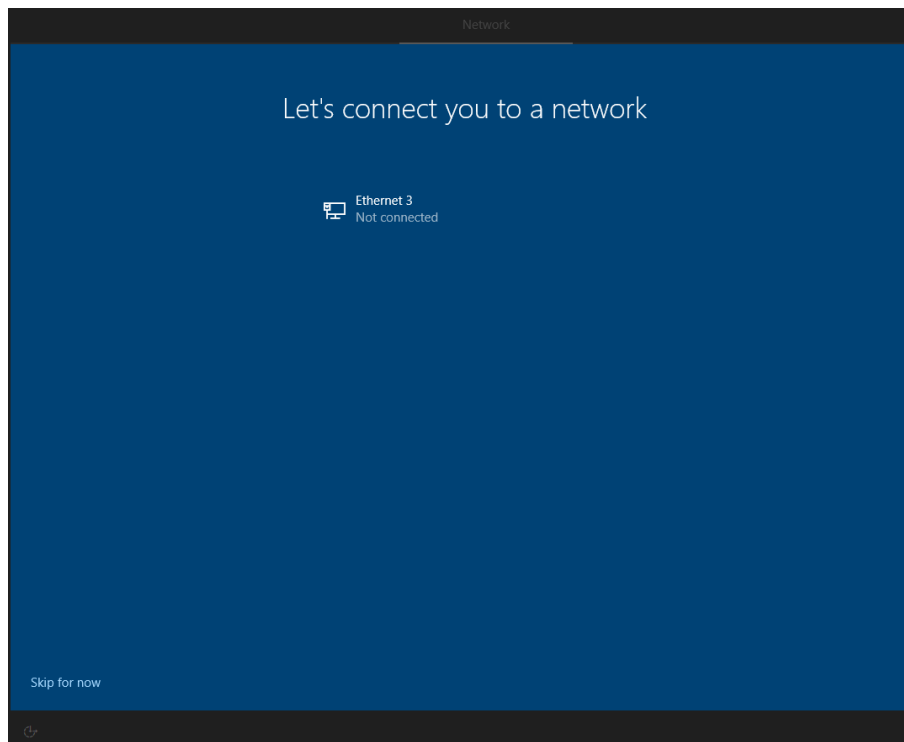 Network
Let's connect you to a network
Ethernet 3
Not connected
Skip for now